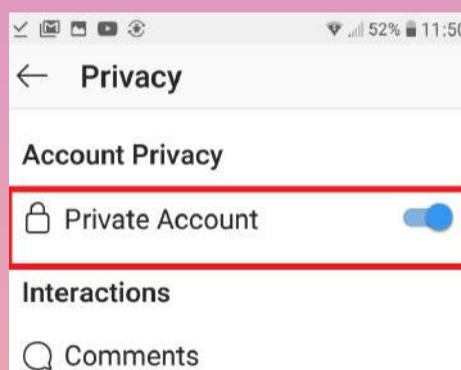 52% 11:50
Privacy
Account Privacy
Private Account
Interactions
Comments